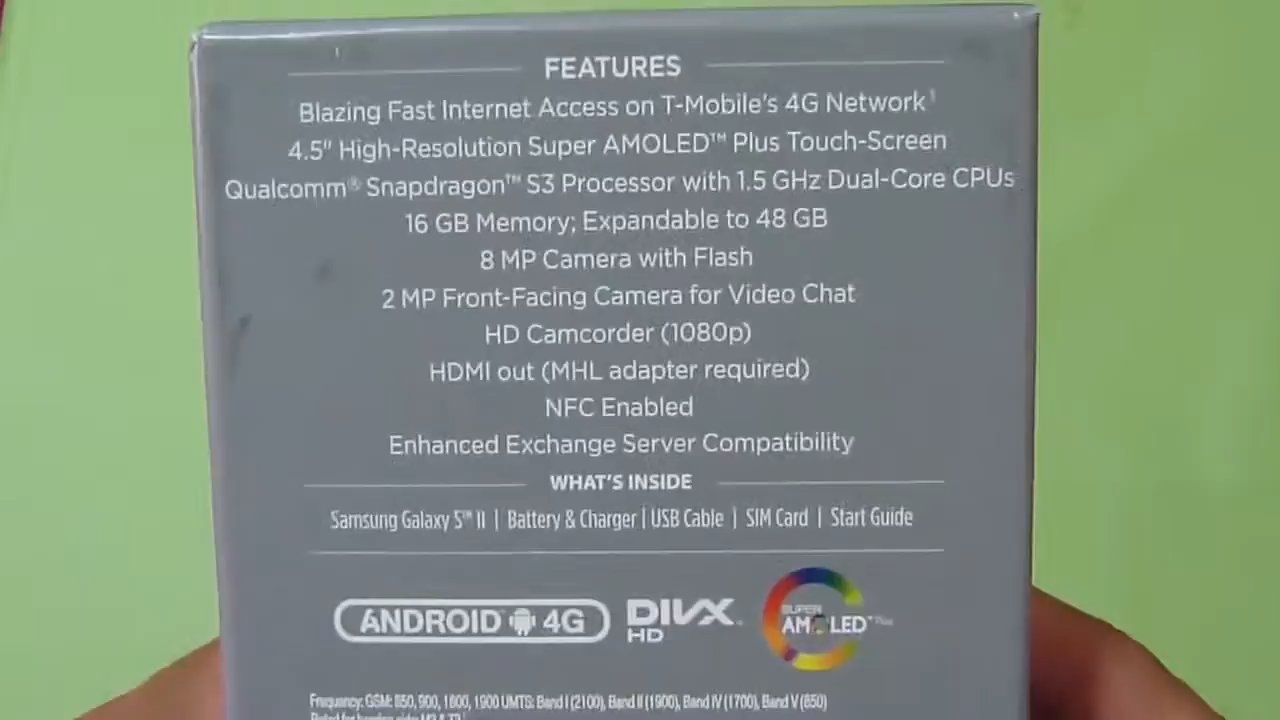 FEATURES
Blazing Fast Internet Access on T-Mobile's 4G Network¹
4.5" High-Resolution Super AMOLED™ Plus Touch-Screen
Qualcomm® Snapdragon™ S3 Processor with 1.5 GHz Dual-Core CPUs
16 GB Memory; Expandable to 48 GB
8 MP Camera with Flash
2 MP Front-Facing Camera for Video Chat
HD Camcorder (1080p)
HDMI out (MHL adapter required)
NFC Enabled
Enhanced Exchange Server Compatibility
WHAT'S INSIDE
Samsung Galaxy S™ II | Battery & Charger | USB Cable | SIM Card | Start Guide
ANDROID 4G
DIVX
HD
SUPER
AMOLED™ Plus
Frequency: GSM: 850, 900, 1800, 1900 UMTS: Band I (2100), Band II (1900), Band IV (1700), Band V (850)